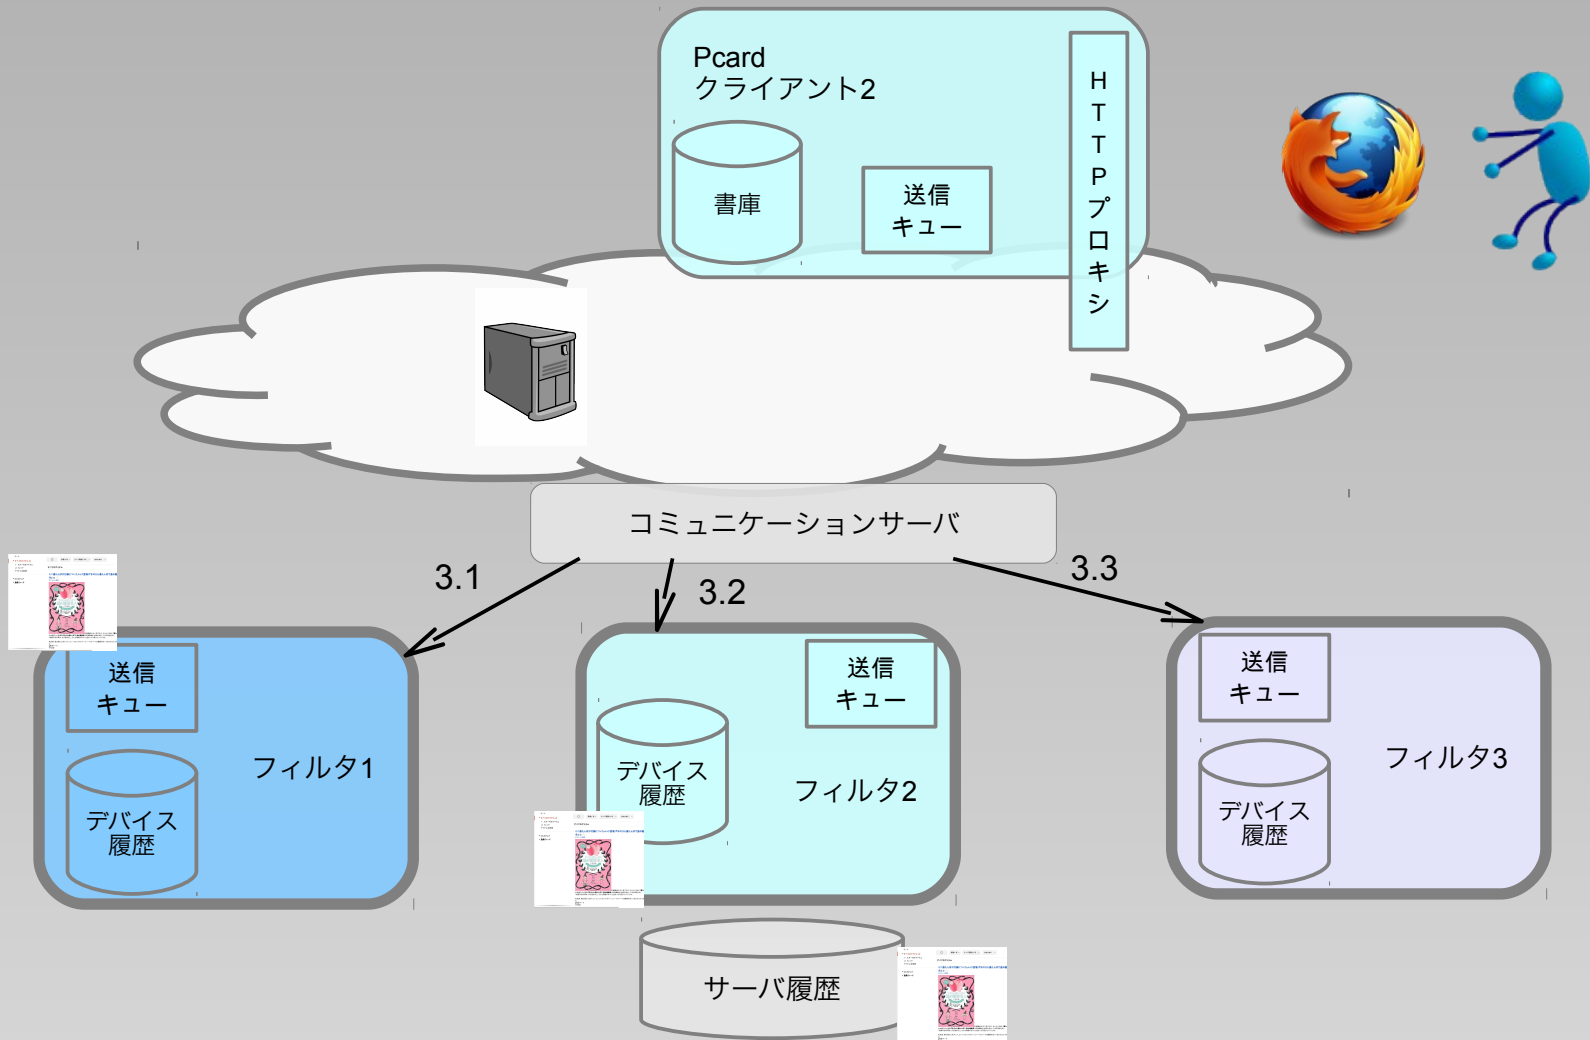 Pcard
クライアント2
HTTPプロキシ
書庫
送信
キュー
コミュニケーションサーバ
3.1
3.2
3.3
送信
キュー
フィルタ1
デバイス
履歴
送信
キュー
デバイス
履歴
フィルタ2
送信
キュー
フィルタ3
デバイス
履歴
サーバ履歴